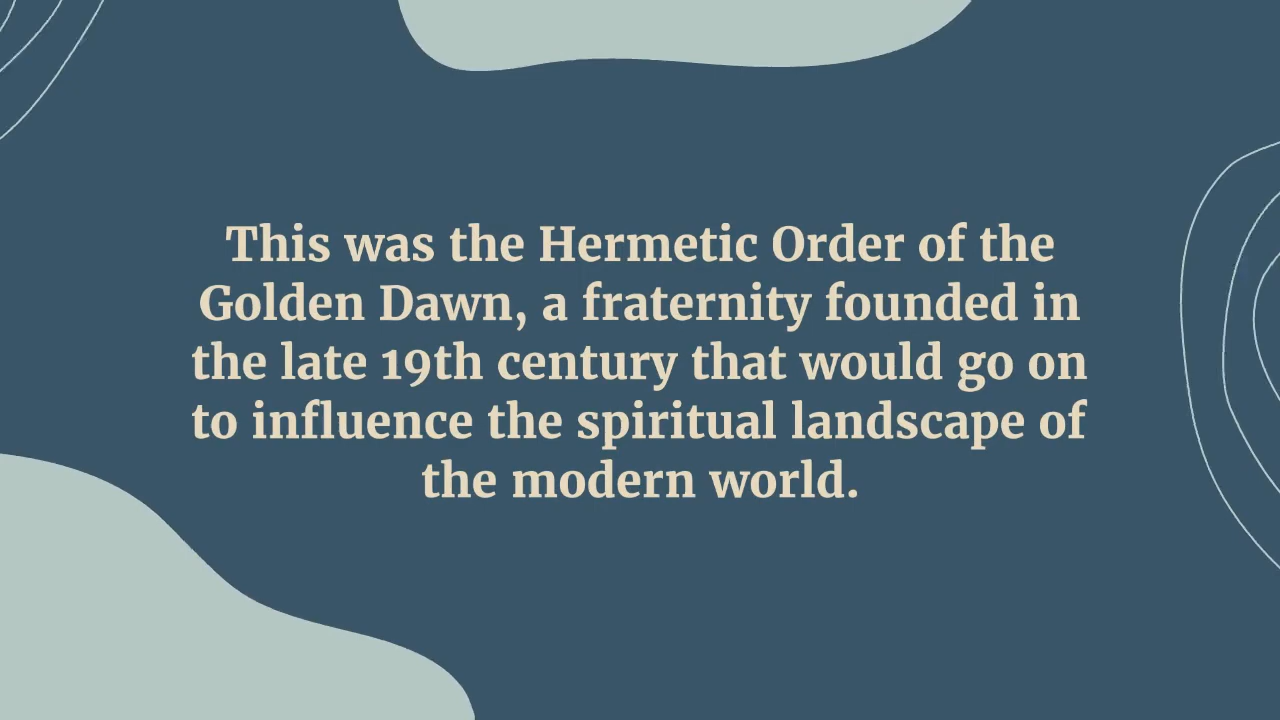 This was the Hermetic Order of the
Golden Dawn, a fraternity founded in
the late 19th century that would go on
to influence the spiritual landscape of
the modern world.